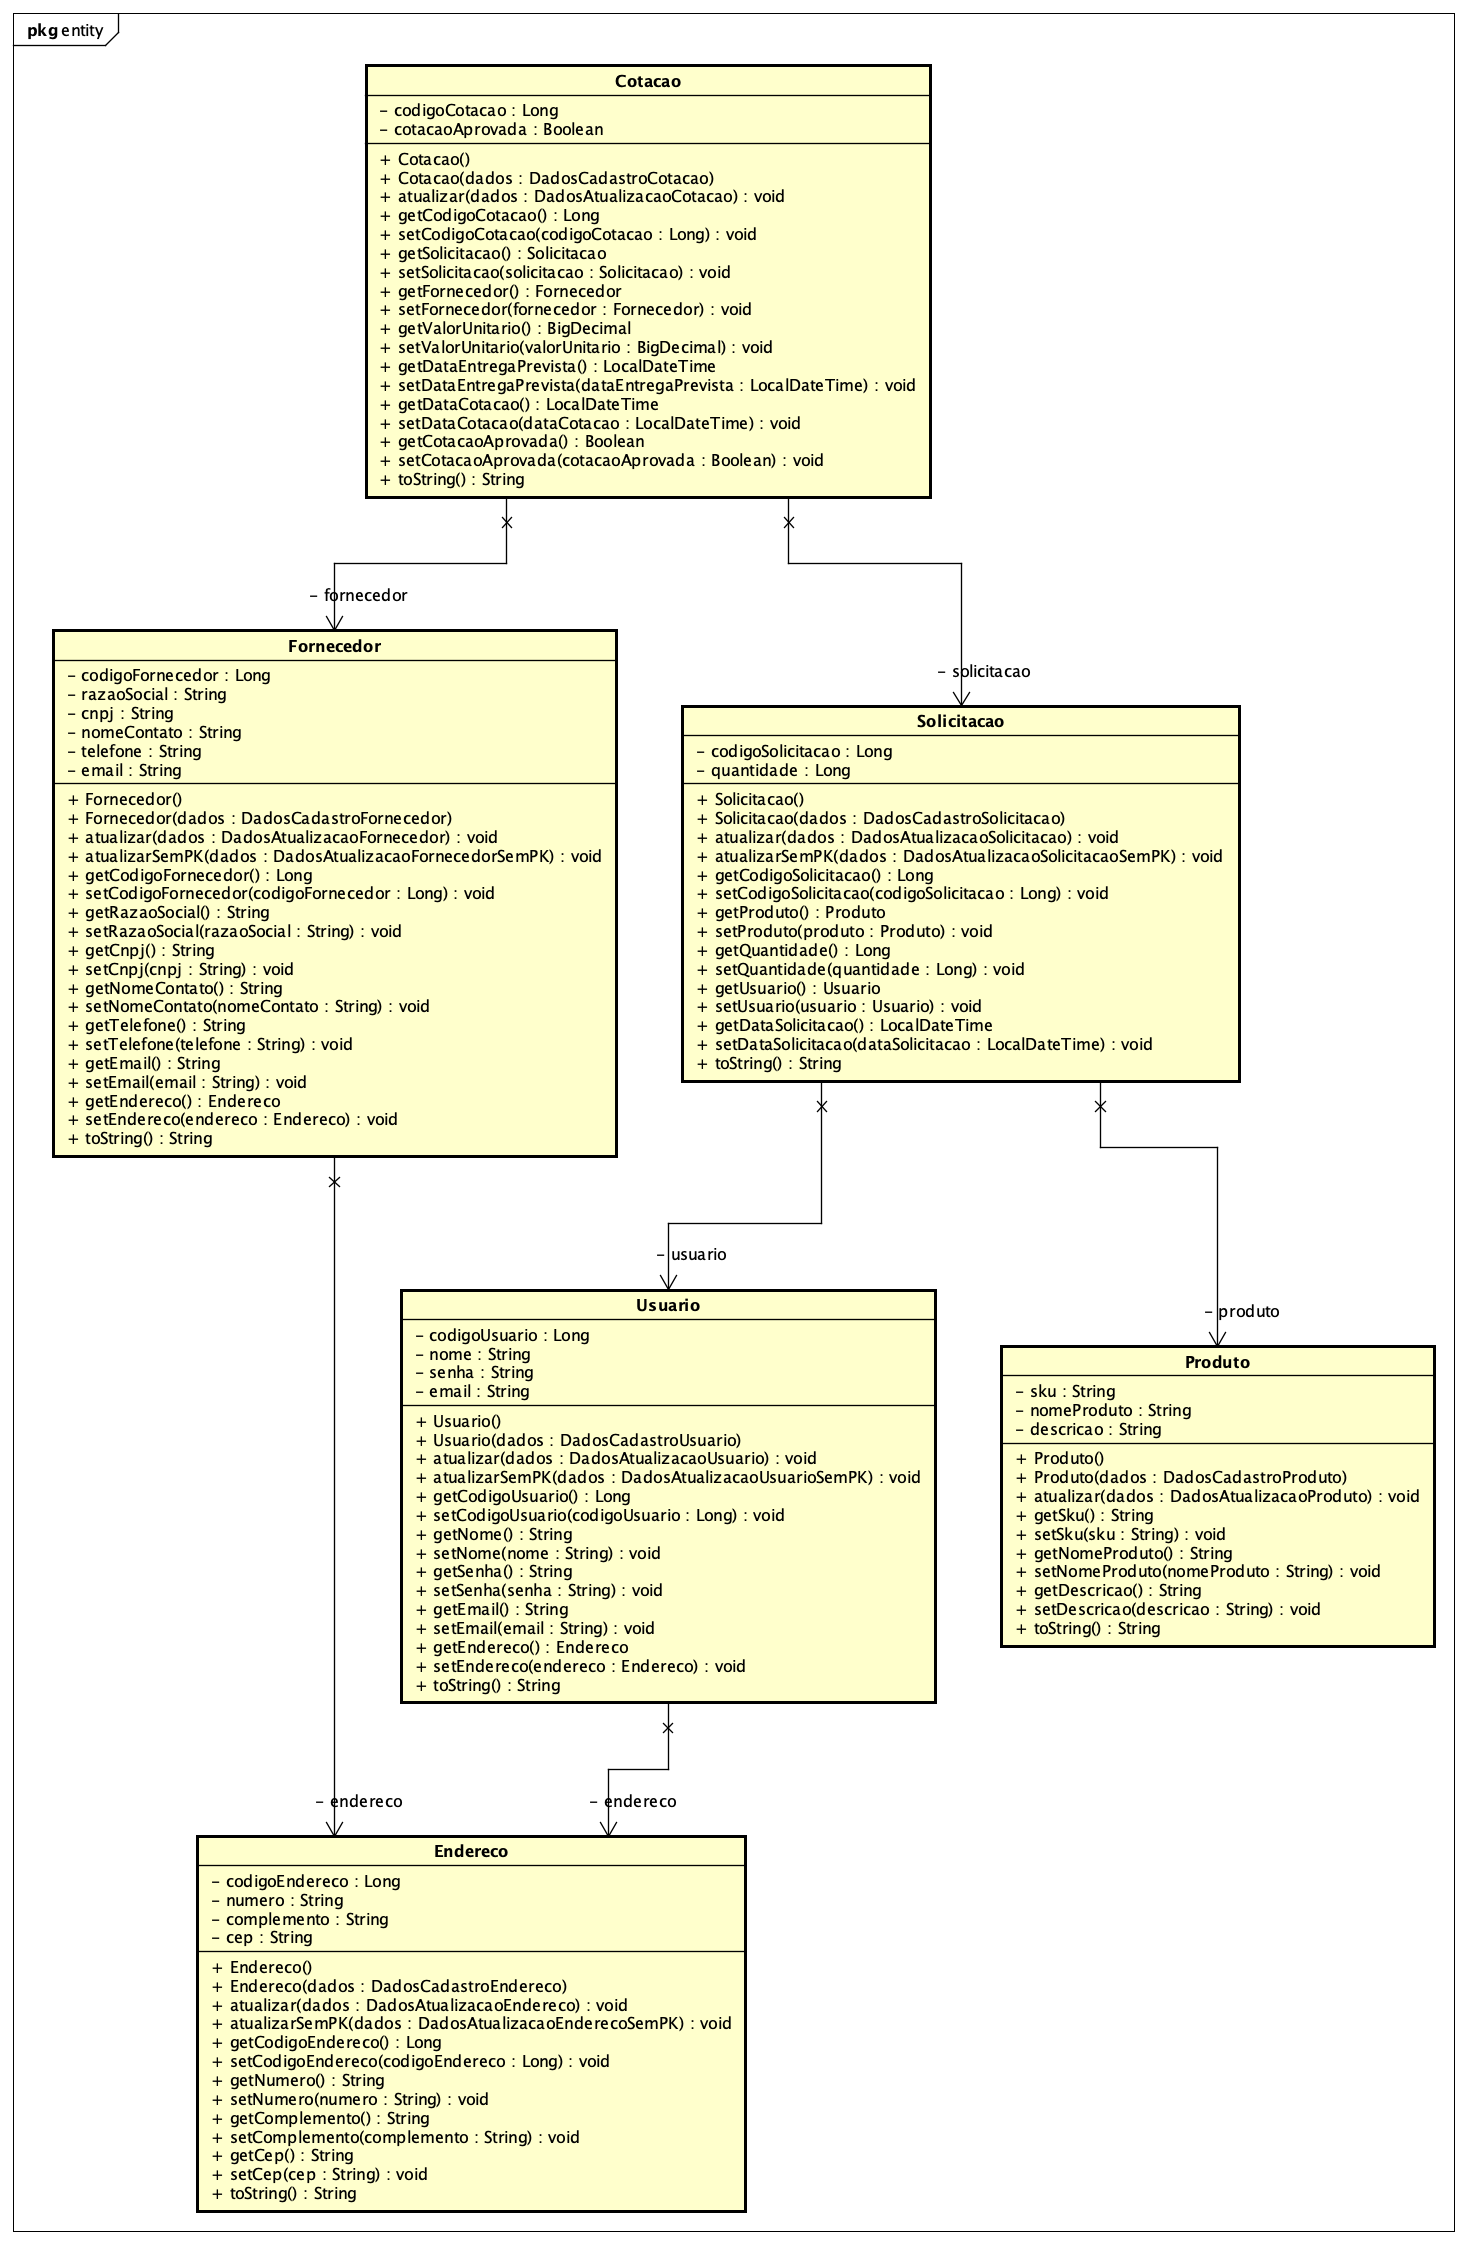 pkg entity
Cotacao
– codigoCotacao : Long
– cotacaoAprovada : Boolean
+ Cotacao()
+ Cotacao(dados : DadosCadastroCotacao)
+ atualizar(dados : DadosAtualizacaoCotacao) : void
+ getCodigoCotacao() : Long
+ setCodigoCotacao(codigoCotacao : Long) : void
+ getSolicitacao() : Solicitacao
+ setSolicitacao(solicitacao : Solicitacao) : void
+ getFornecedor() : Fornecedor
+ setFornecedor(fornecedor : Fornecedor) : void
+ getValorUnitario() : BigDecimal
+ setValorUnitario(valorUnitario : BigDecimal) : void
+ getDataEntregaPrevista() : LocalDateTime
+ setDataEntregaPrevista(dataEntregaPrevista : LocalDateTime) : void
+ getDataCotacao() : LocalDateTime
+ setDataCotacao(dataCotacao : LocalDateTime) : void
+ getCotacaoAprovada() : Boolean
+ setCotacaoAprovada(cotacaoAprovada : Boolean) : void
+ toString() : String
– fornecedor
– solicitacao
Fornecedor
– codigoFornecedor : Long
– razaoSocial : String
– cnpj : String
– nomeContato : String
– telefone : String
– email : String
+ Fornecedor()
+ Fornecedor(dados : DadosCadastroFornecedor)
+ atualizar(dados : DadosAtualizacaoFornecedor) : void
+ atualizarSemPK(dados : DadosAtualizacaoFornecedorSemPK) : void
+ getCodigoFornecedor() : Long
+ setCodigoFornecedor(codigoFornecedor : Long) : void
+ getRazaoSocial() : String
+ setRazaoSocial(razaoSocial : String) : void
+ getCnpj() : String
+ setCnpj(cnpj : String) : void
+ getNomeContato() : String
+ setNomeContato(nomeContato : String) : void
+ getTelefone() : String
+ setTelefone(telefone : String) : void
+ getEmail() : String
+ setEmail(email : String) : void
+ getEndereco() : Endereco
+ setEndereco(endereco : Endereco) : void
+ toString() : String
Solicitacao
– codigoSolicitacao : Long
– quantidade : Long
+ Solicitacao()
+ Solicitacao(dados : DadosCadastroSolicitacao)
+ atualizar(dados : DadosAtualizacaoSolicitacao) : void
+ atualizarSemPK(dados : DadosAtualizacaoSolicitacaoSemPK) : void
+ getCodigoSolicitacao() : Long
+ setCodigoSolicitacao(codigoSolicitacao : Long) : void
+ getProduto() : Produto
+ setProduto(produto : Produto) : void
+ getQuantidade() : Long
+ setQuantidade(quantidade : Long) : void
+ getUsuario() : Usuario
+ setUsuario(usuario : Usuario) : void
+ getDataSolicitacao() : LocalDateTime
+ setDataSolicitacao(dataSolicitacao : LocalDateTime) : void
+ toString() : String
– usuario
– produto
Usuario
– codigoUsuario : Long
– nome : String
– senha : String
– email : String
+ Usuario()
+ Usuario(dados : DadosCadastroUsuario)
+ atualizar(dados : DadosAtualizacaoUsuario) : void
+ atualizarSemPK(dados : DadosAtualizacaoUsuarioSemPK) : void
+ getCodigoUsuario() : Long
+ setCodigoUsuario(codigoUsuario : Long) : void
+ getNome() : String
+ setNome(nome : String) : void
+ getSenha() : String
+ setSenha(senha : String) : void
+ getEmail() : String
+ setEmail(email : String) : void
+ getEndereco() : Endereco
+ setEndereco(endereco : Endereco) : void
+ toString() : String
Produto
– sku : String
– nomeProduto : String
– descricao : String
+ Produto()
+ Produto(dados : DadosCadastroProduto)
+ atualizar(dados : DadosAtualizacaoProduto) : void
+ getSku() : String
+ setSku(sku : String) : void
+ getNomeProduto() : String
+ setNomeProduto(nomeProduto : String) : void
+ getDescricao() : String
+ setDescricao(descricao : String) : void
+ toString() : String
– endereco
– endereco
Endereco
– codigoEndereco : Long
– numero : String
– complemento : String
– cep : String
+ Endereco()
+ Endereco(dados : DadosCadastroEndereco)
+ atualizar(dados : DadosAtualizacaoEndereco) : void
+ atualizarSemPK(dados : DadosAtualizacaoEnderecoSemPK) : void
+ getCodigoEndereco() : Long
+ setCodigoEndereco(codigoEndereco : Long) : void
+ getNumero() : String
+ setNumero(numero : String) : void
+ getComplemento() : String
+ setComplemento(complemento : String) : void
+ getCep() : String
+ setCep(cep : String) : void
+ toString() : String